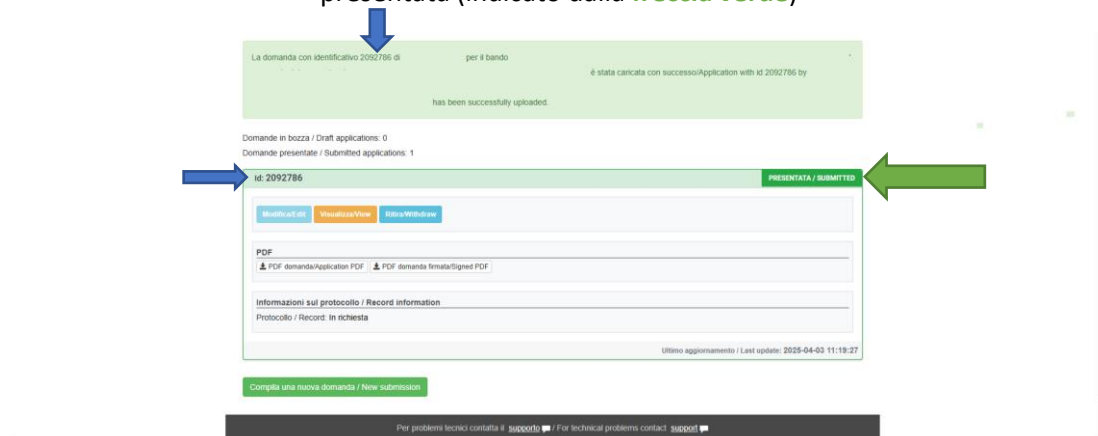 presentata (indicato dalla freccia verde)
La domanda con identificativo 2092786 di per il bando
è stata caricata con successo/Application with id 2092786 by
has been successfully uploaded.
Domande in bozza / Draft applications: 0
Domande presentate / Submitted applications: 1
Id: 2092786 PRESENTATA / SUBMITTED
Modifica/Edit Visualizza/View Ritira/Withdraw
PDF
PDF domanda/Application PDF PDF domanda firmata/Signed PDF
Informazioni sul protocollo / Record information
Protocollo / Record: In richiesta
Ultimo aggiornamento / Last update: 2025-04-03 11:19:27
Compila una nuova domanda / New submission
Per problemi tecnici contatta il supporto / For technical problems contact support